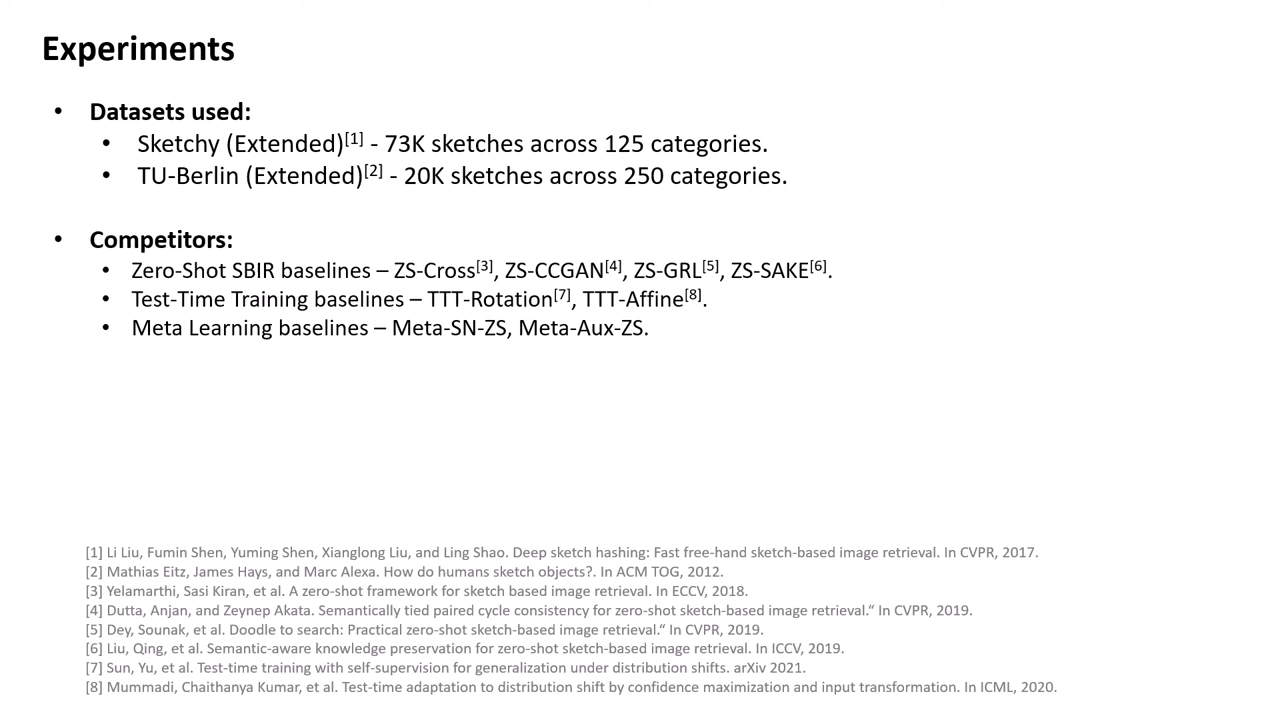 Experiments
• Datasets used:
• Sketchy (Extended)[1] - 73K sketches across 125 categories.
• TU-Berlin (Extended)[2] - 20K sketches across 250 categories.
• Competitors:
• Zero-Shot SBIR baselines – ZS-Cross[3], ZS-CCGAN[4], ZS-GRL[5], ZS-SAKE[6].
• Test-Time Training baselines – TTT-Rotation[7], TTT-Affine[8].
• Meta Learning baselines – Meta-SN-ZS, Meta-Aux-ZS.
[1] Li Liu, Fumin Shen, Yuming Shen, Xianglong Liu, and Ling Shao. Deep sketch hashing: Fast free-hand sketch-based image retrieval. In CVPR, 2017.
[2] Mathias Eitz, James Hays, and Marc Alexa. How do humans sketch objects?. In ACM TOG, 2012.
[3] Yelamarthi, Sasi Kiran, et al. A zero-shot framework for sketch based image retrieval. In ECCV, 2018.
[4] Dutta, Anjan, and Zeynep Akata. Semantically tied paired cycle consistency for zero-shot sketch-based image retrieval.“ In CVPR, 2019.
[5] Dey, Sounak, et al. Doodle to search: Practical zero-shot sketch-based image retrieval.“ In CVPR, 2019.
[6] Liu, Qing, et al. Semantic-aware knowledge preservation for zero-shot sketch-based image retrieval. In ICCV, 2019.
[7] Sun, Yu, et al. Test-time training with self-supervision for generalization under distribution shifts. arXiv 2021.
[8] Mummadi, Chaithanya Kumar, et al. Test-time adaptation to distribution shift by confidence maximization and input transformation. In ICML, 2020.